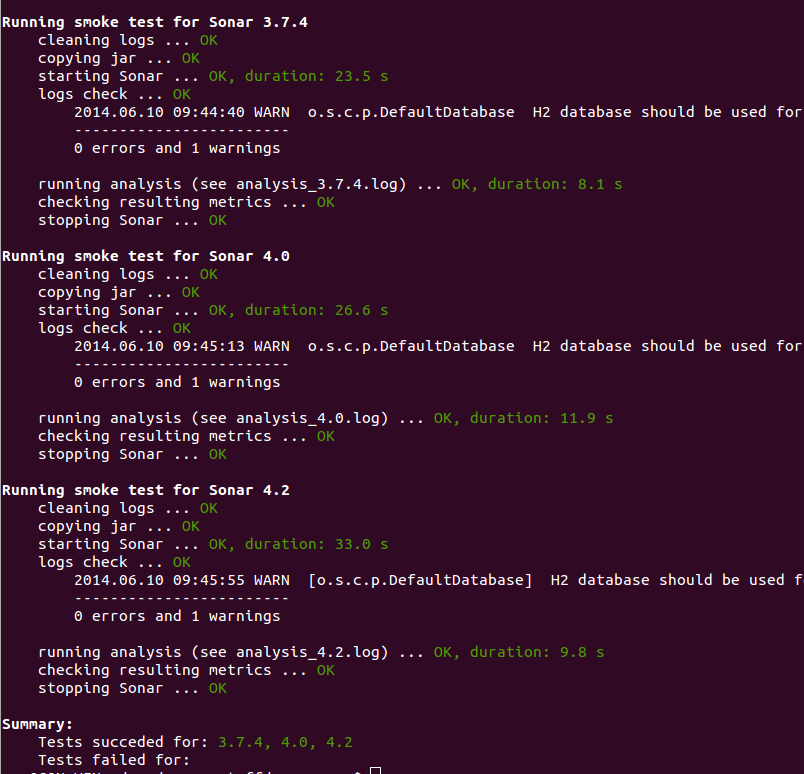 Running smoke test for Sonar 3.7.4
cleaning logs ... OK
copying jar ... OK
starting Sonar ... OK, duration: 23.5 s
logs check ... OK
2014.06.10 09:44:40 WARN  o.s.c.p.DefaultDatabase  H2 database should be used for
------------------------
0 errors and 1 warnings
running analysis (see analysis_3.7.4.log) ... OK, duration: 8.1 s
checking resulting metrics ... OK
stopping Sonar ... OK
Running smoke test for Sonar 4.0
cleaning logs ... OK
copying jar ... OK
starting Sonar ... OK, duration: 26.6 s
logs check ... OK
2014.06.10 09:45:13 WARN  o.s.c.p.DefaultDatabase  H2 database should be used for
------------------------
0 errors and 1 warnings
running analysis (see analysis_4.0.log) ... OK, duration: 11.9 s
checking resulting metrics ... OK
stopping Sonar ... OK
Running smoke test for Sonar 4.2
cleaning logs ... OK
copying jar ... OK
starting Sonar ... OK, duration: 33.0 s
logs check ... OK
2014.06.10 09:45:55 WARN  [o.s.c.p.DefaultDatabase]  H2 database should be used
------------------------
0 errors and 1 warnings
running analysis (see analysis_4.2.log) ... OK, duration: 9.8 s
checking resulting metrics ... OK
stopping Sonar ... OK
Summary:
Tests succeded for: 3.7.4, 4.0, 4.2
Tests failed for: